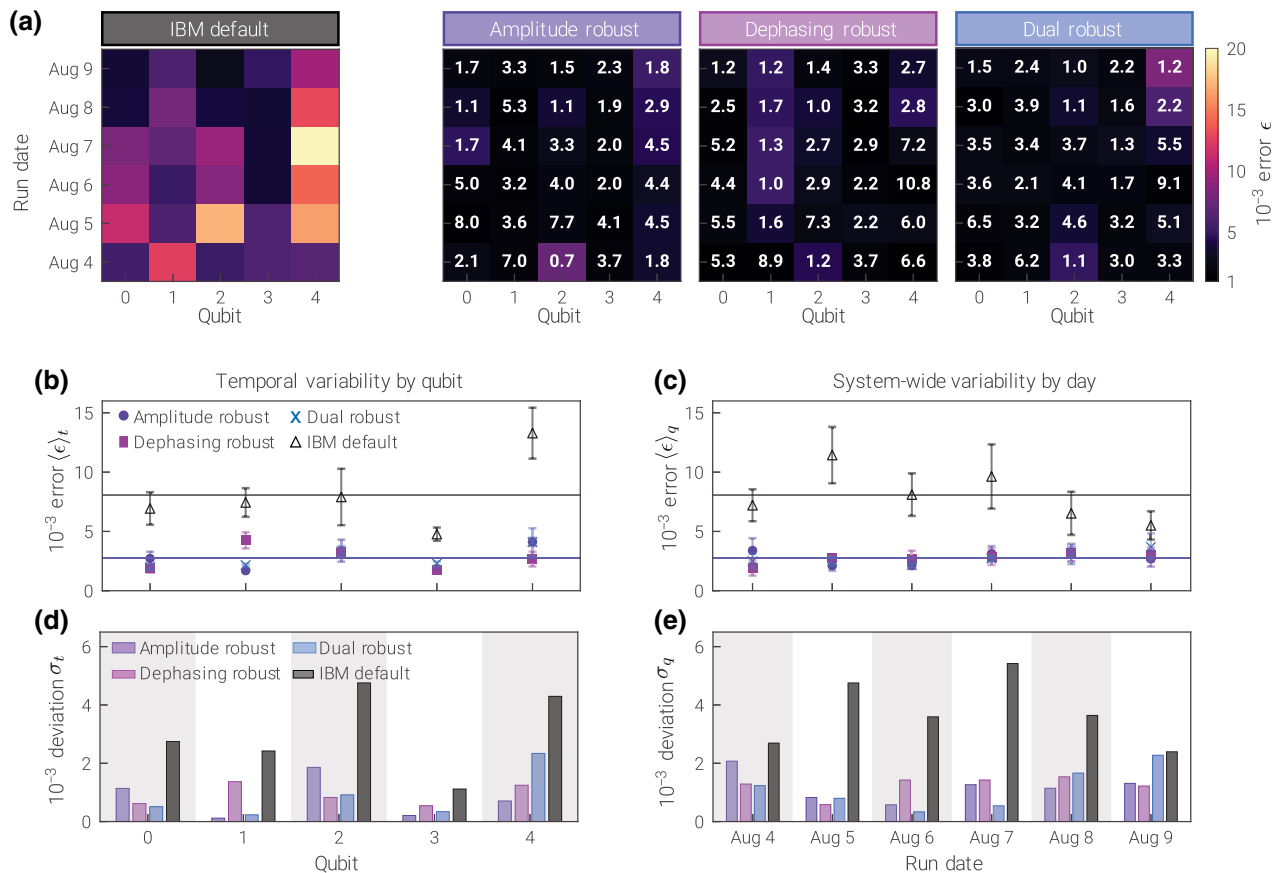 (a)
IBM default
Amplitude robust
Dephasing robust
Dual robust
Run date
Aug 9
Aug 8
Aug 7
Aug 6
Aug 5
Aug 4
0 1 2 3 4
Qubit
1.7 3.3 1.5 2.3 1.8
1.1 5.3 1.1 1.9 2.9
1.7 4.1 3.3 2.0 4.5
5.0 3.2 4.0 2.0 4.4
8.0 3.6 7.7 4.1 4.5
2.1 7.0 0.7 3.7 1.8
0 1 2 3 4
Qubit
1.2 1.2 1.4 3.3 2.7
2.5 1.7 1.0 3.2 2.8
5.2 1.3 2.7 2.9 7.2
4.4 1.0 2.9 2.2 10.8
5.5 1.6 7.3 2.2 6.0
5.3 8.9 1.2 3.7 6.6
0 1 2 3 4
Qubit
1.5 2.4 1.0 2.2 1.2
3.0 3.9 1.1 1.6 2.2
3.5 3.4 3.7 1.3 5.5
3.6 2.1 4.1 1.7 9.1
6.5 3.2 4.6 3.2 5.1
3.8 6.2 1.1 3.0 3.3
0 1 2 3 4
Qubit
20
15
10
5
1
10⁻³ error ϵ
(b)
Temporal variability by qubit
10⁻³ error ⟨ϵ⟩ₜ
15
10
5
0
Amplitude robust
Dephasing robust
Dual robust
IBM default
(c)
System-wide variability by day
10⁻³ error ⟨ϵ⟩_q
15
10
5
0
(d)
10⁻³ deviation σₜ
6
4
2
0
Amplitude robust
Dephasing robust
Dual robust
IBM default
0 1 2 3 4
Qubit
(e)
10⁻³ deviation σ_q
6
4
2
0
Aug 4 Aug 5 Aug 6 Aug 7 Aug 8 Aug 9
Run date